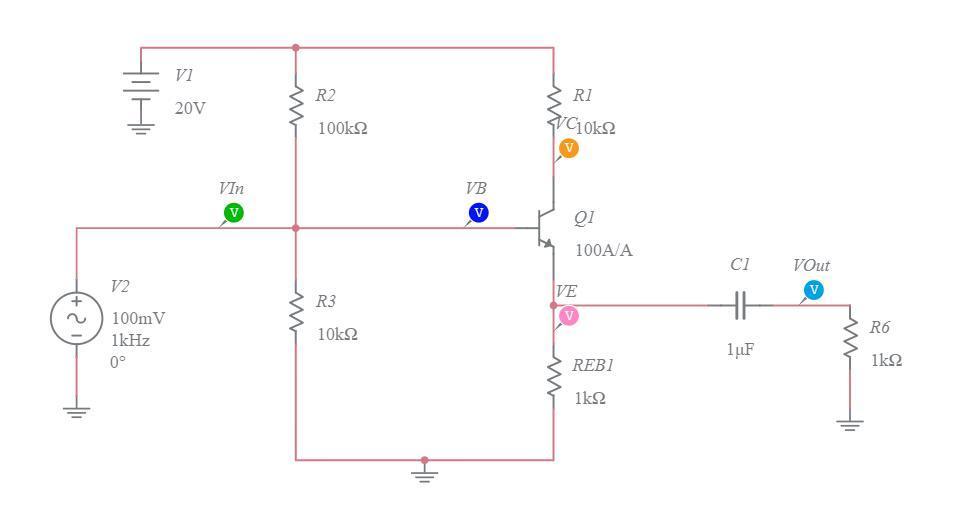 V1
20V
R2
100kΩ
R1
10kΩ
VC
V
VIn
V
VB
V
Q1
100A/A
V2
100mV
1kHz
0°
R3
10kΩ
VE
V
C1
1µF
VOut
V
R6
1kΩ
REB1
1kΩ